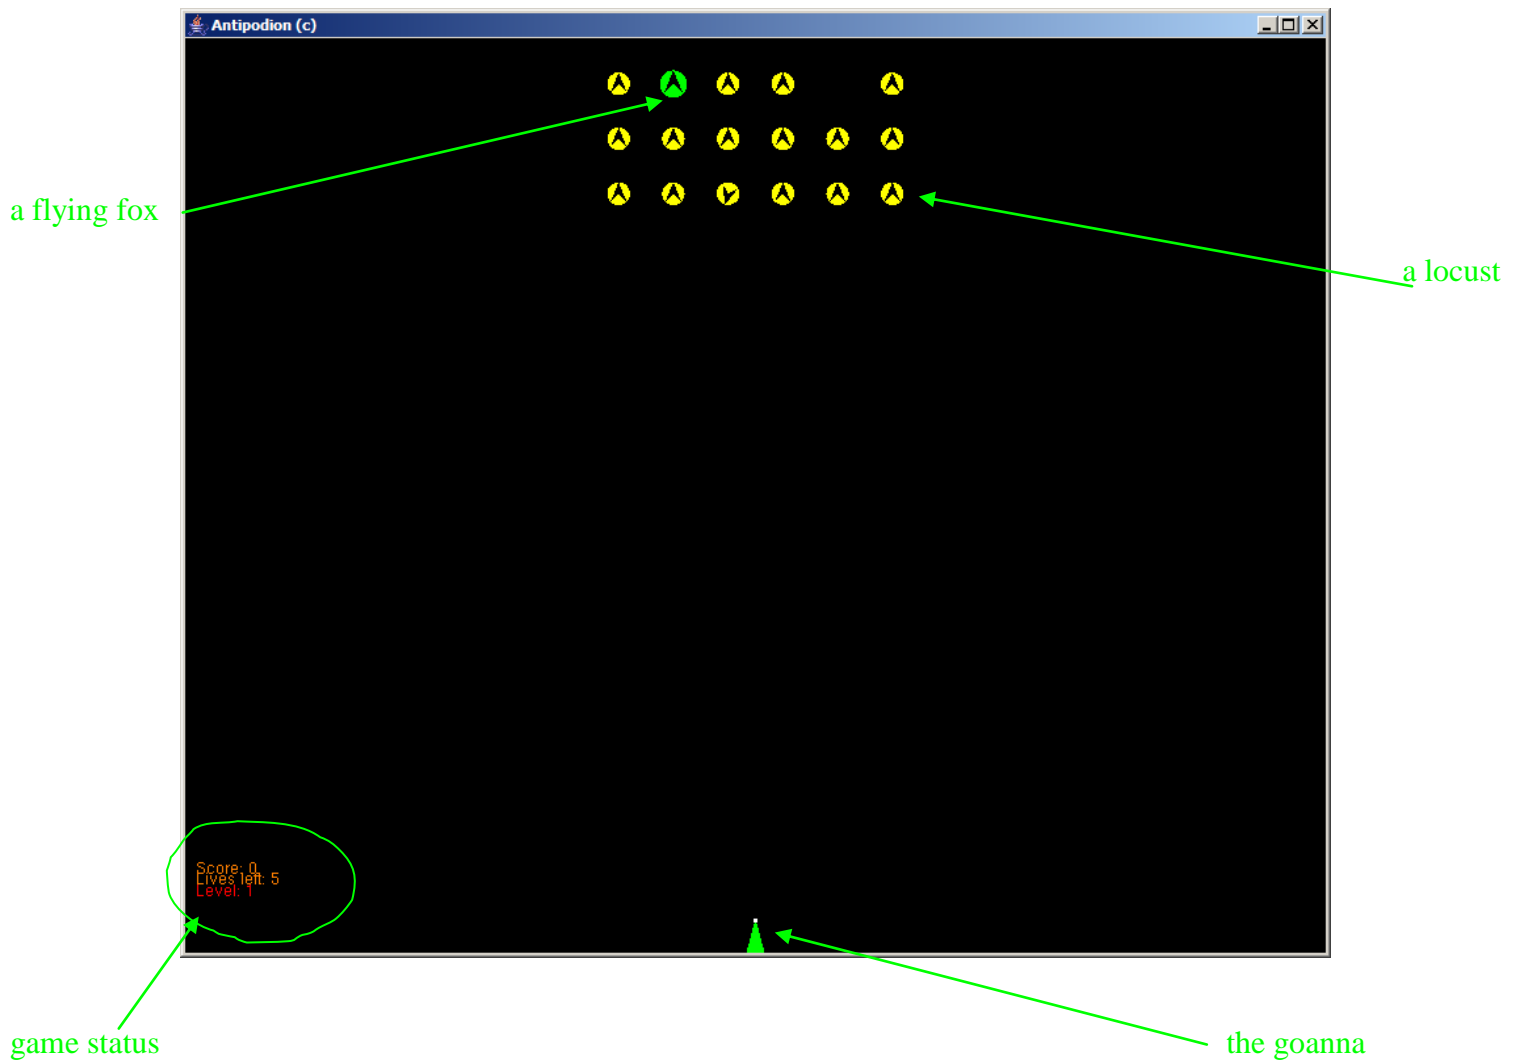 Antipodion (c)
a flying fox
a locust
Score: 0
Lives left: 5
Level: 1
game status
the goanna